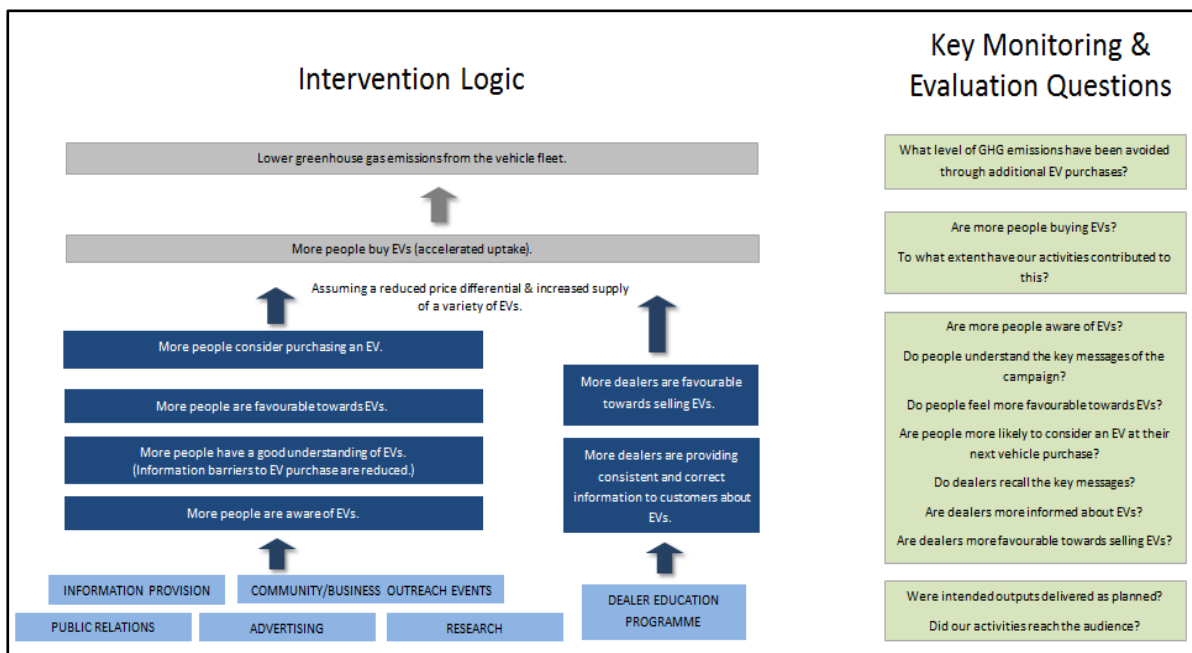 Intervention Logic
Lower greenhouse gas emissions from the vehicle fleet.
More people buy EVs (accelerated uptake).
Assuming a reduced price differential & increased supply
of a variety of EVs.
More people consider purchasing an EV.
More people are favourable towards EVs.
More people have a good understanding of EVs.
(Information barriers to EV purchase are reduced.)
More people are aware of EVs.
More dealers are favourable
towards selling EVs.
More dealers are providing
consistent and correct
information to customers about
EVs.
INFORMATION PROVISION
COMMUNITY/BUSINESS OUTREACH EVENTS
PUBLIC RELATIONS
ADVERTISING
RESEARCH
DEALER EDUCATION
PROGRAMME
Key Monitoring &
Evaluation Questions
What level of GHG emissions have been avoided
through additional EV purchases?
Are more people buying EVs?
To what extent have our activities contributed to
this?
Are more people aware of EVs?
Do people understand the key messages of the
campaign?
Do people feel more favourable towards EVs?
Are people more likely to consider an EV at their
next vehicle purchase?
Do dealers recall the key messages?
Are dealers more informed about EVs?
Are dealers more favourable towards selling EVs?
Were intended outputs delivered as planned?
Did our activities reach the audience?